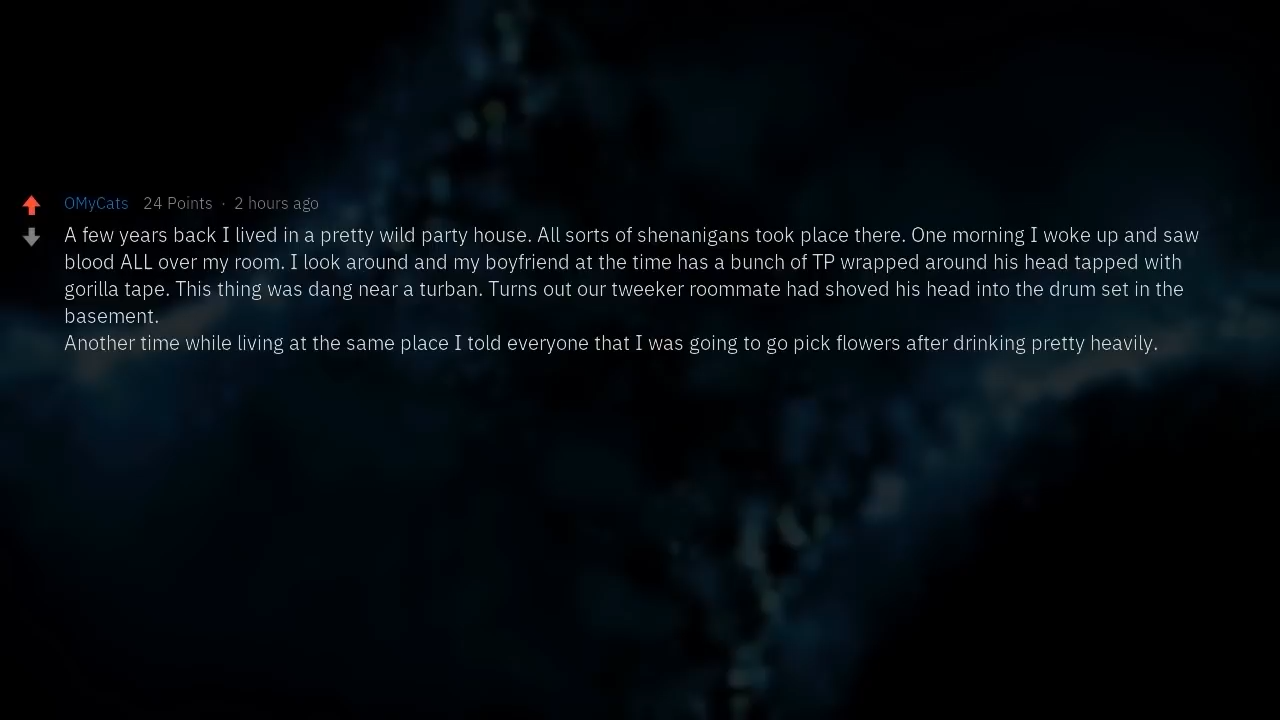 OMyCats 24 Points · 2 hours ago
A few years back I lived in a pretty wild party house. All sorts of shenanigans took place there. One morning I woke up and saw
blood ALL over my room. I look around and my boyfriend at the time has a bunch of TP wrapped around his head tapped with
gorilla tape. This thing was dang near a turban. Turns out our tweeker roommate had shoved his head into the drum set in the
basement.
Another time while living at the same place I told everyone that I was going to go pick flowers after drinking pretty heavily.